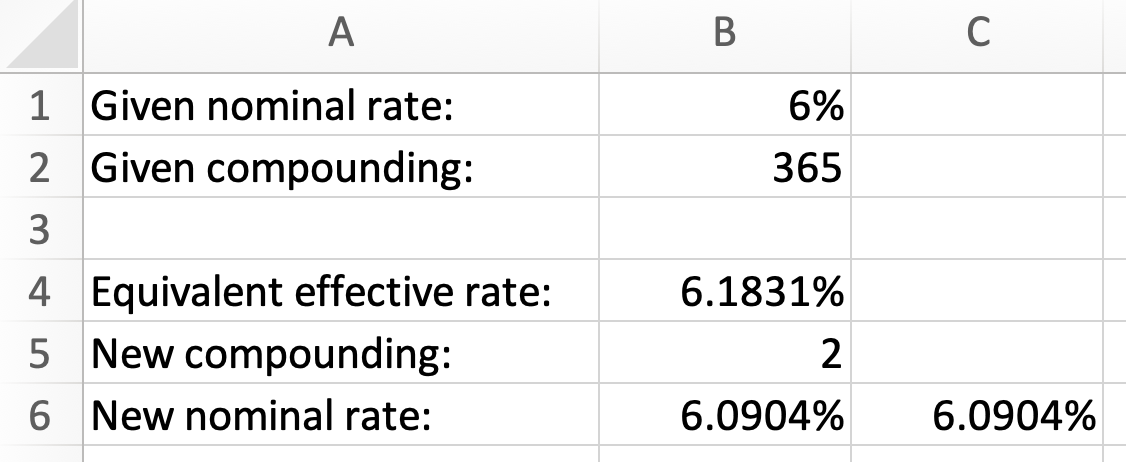 A B C
1 Given nominal rate: 6%
2 Given compounding: 365
3
4 Equivalent effective rate: 6.1831%
5 New compounding: 2
6 New nominal rate: 6.0904% 6.0904%